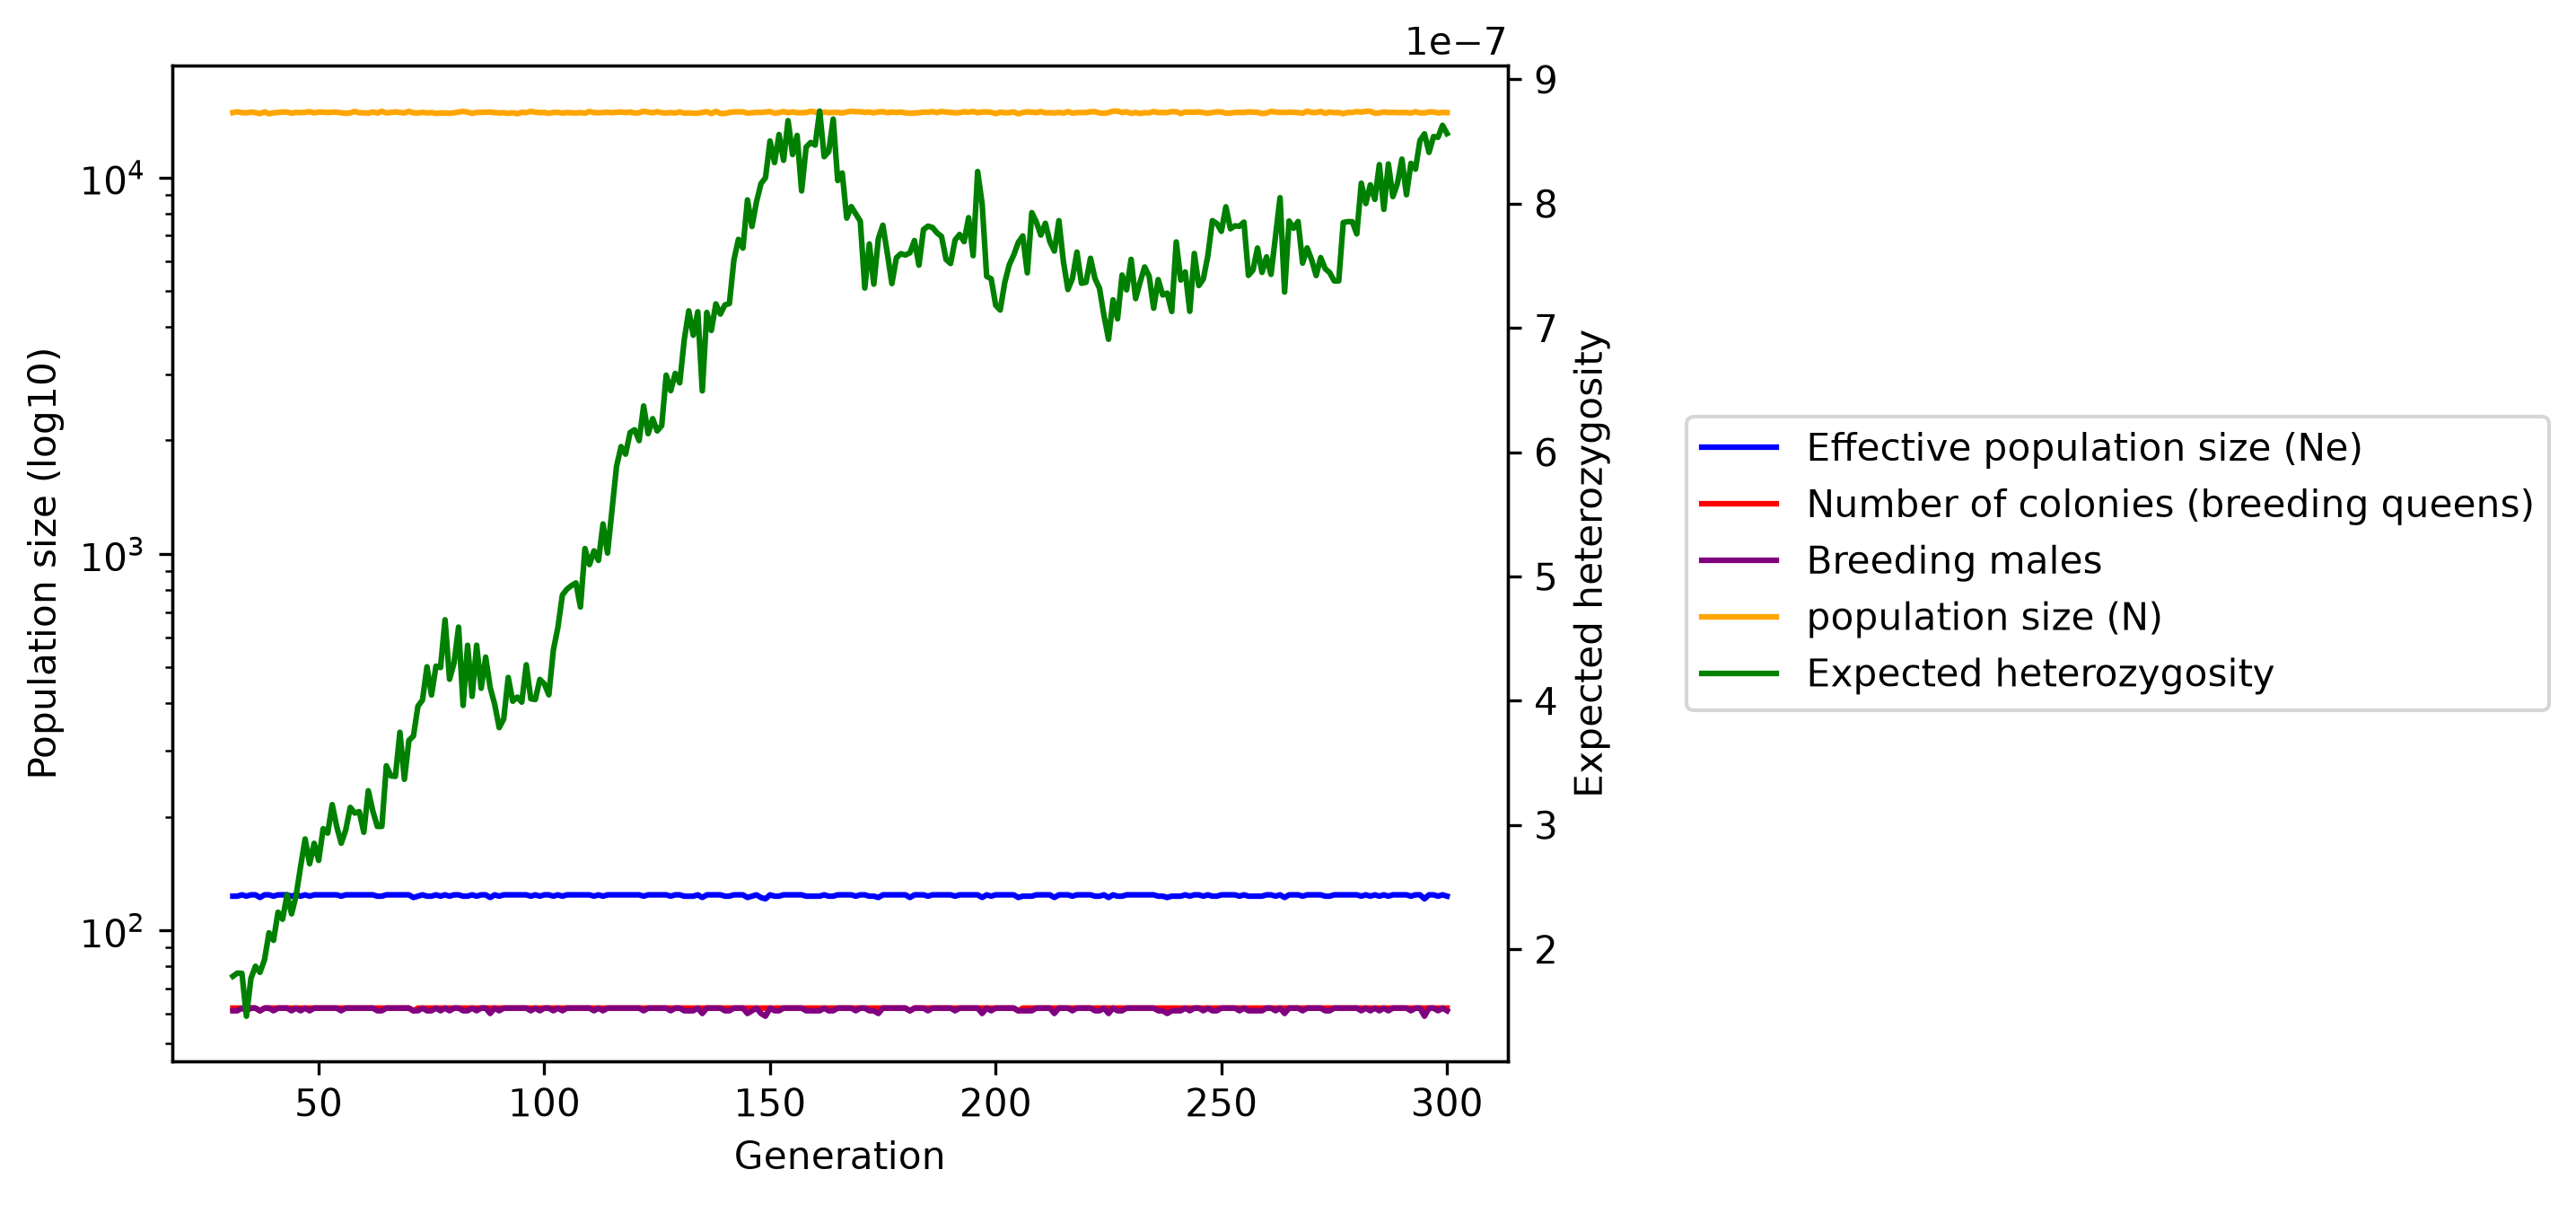 1e−7
Population size (log10)
10⁴
10³
10²
9
8
7
6
5
4
3
2
Expected heterozygosity
50 100 150 200 250 300
Generation
Effective population size (Ne)
Number of colonies (breeding queens)
Breeding males
population size (N)
Expected heterozygosity